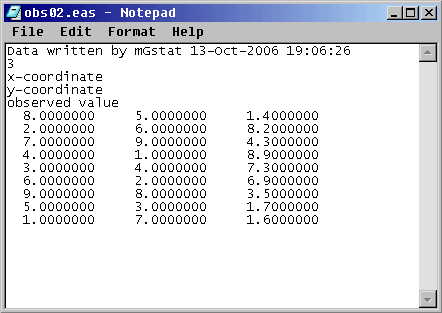 obs02.eas - Notepad
File Edit Format Help
Data written by mGstat 13-Oct-2006 19:06:26
3
x-coordinate
y-coordinate
observed value
8.0000000 5.0000000 1.4000000
2.0000000 6.0000000 8.2000000
7.0000000 9.0000000 4.3000000
4.0000000 1.0000000 8.9000000
3.0000000 4.0000000 7.3000000
6.0000000 2.0000000 6.9000000
9.0000000 8.0000000 3.5000000
5.0000000 3.0000000 1.7000000
1.0000000 7.0000000 1.6000000